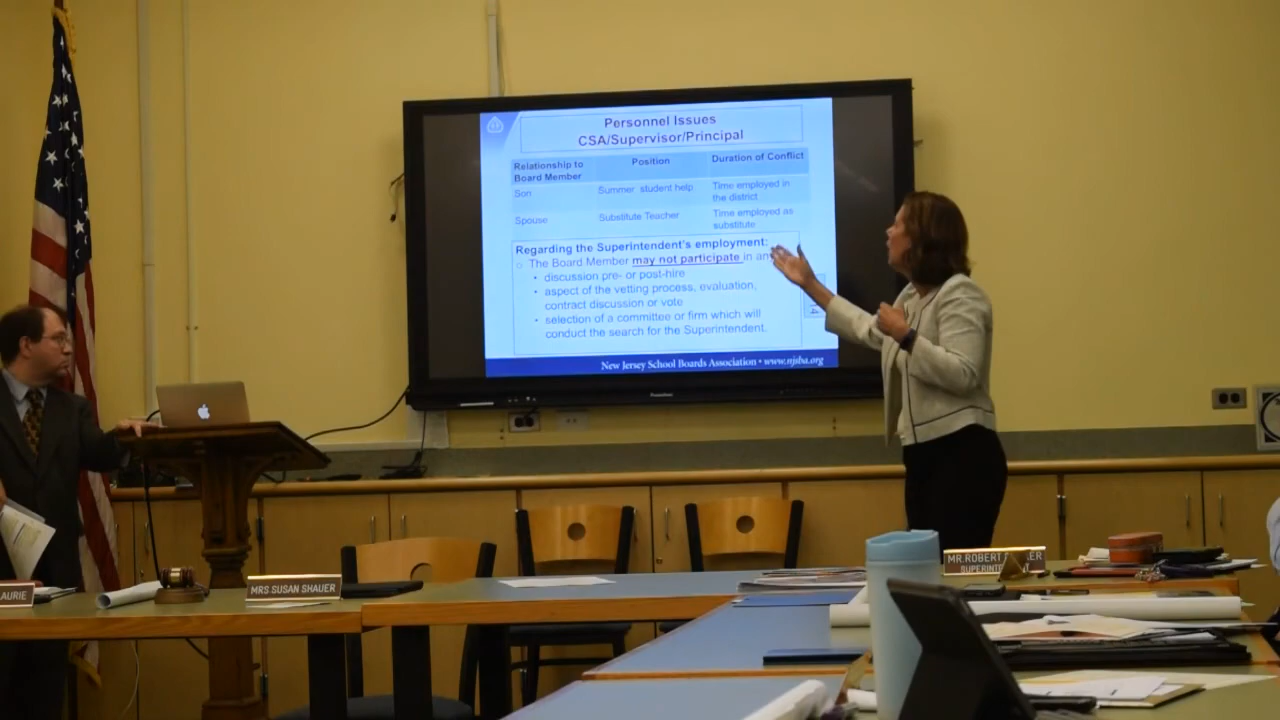 Personnel Issues
CSA/Supervisor/Principal
Relationship to
Board Member
Position
Duration of Conflict
Son
Summer student help
Time employed in
the district
Spouse
Substitute Teacher
Time employed as
substitute
Regarding the Superintendent's employment:
The Board Member may not participate in any
• discussion pre- or post-hire
• aspect of the vetting process, evaluation,
contract discussion or vote
• selection of a committee or firm which will
conduct the search for the Superintendent.
New Jersey School Boards Association • www.njsba.org
LAURIE
MRS SUSAN SHAUER
MR.ROBERT
SUPERINTENDENT